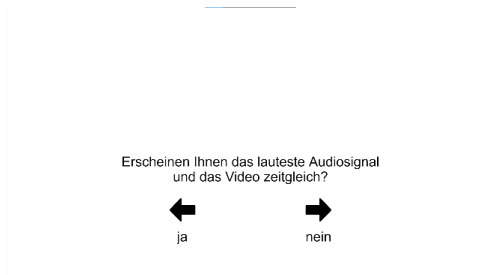 Erscheinen Ihnen das lauteste Audiosignal
und das Video zeitgleich?
ja
nein